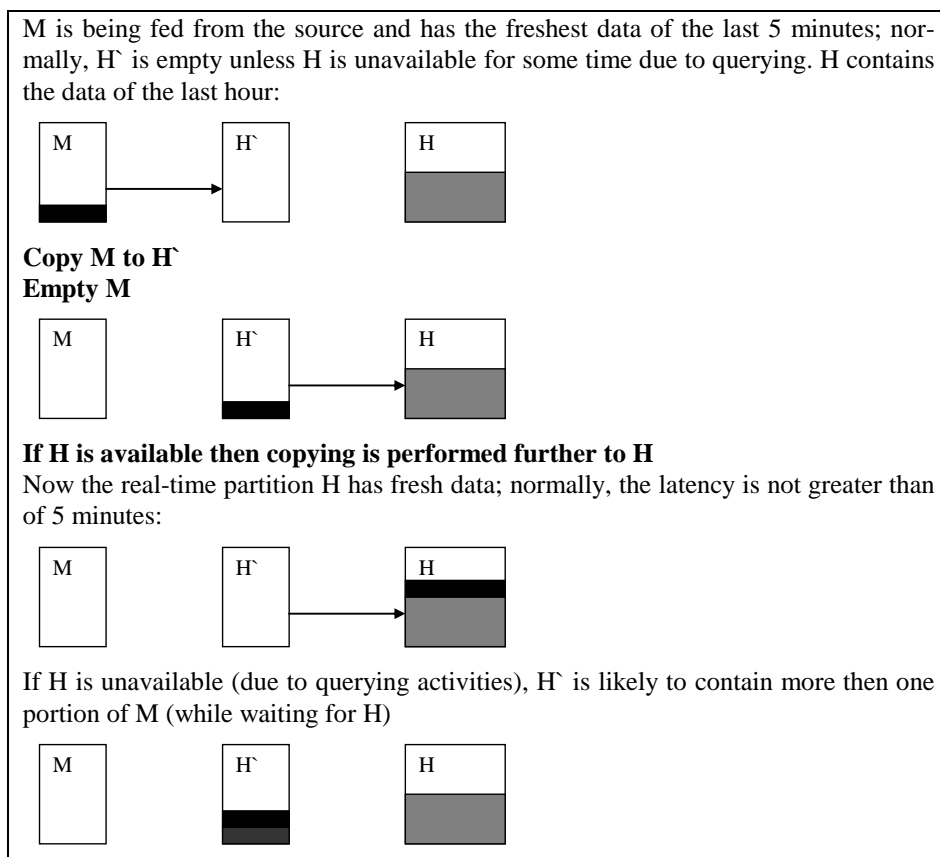 M is being fed from the source and has the freshest data of the last 5 minutes; nor-
mally, H` is empty unless H is unavailable for some time due to querying. H contains
the data of the last hour:
M H` H
Copy M to H`
Empty M
M H` H
If H is available then copying is performed further to H
Now the real-time partition H has fresh data; normally, the latency is not greater than
of 5 minutes:
M H` H
If H is unavailable (due to querying activities), H` is likely to contain more then one
portion of M (while waiting for H)
M H` H